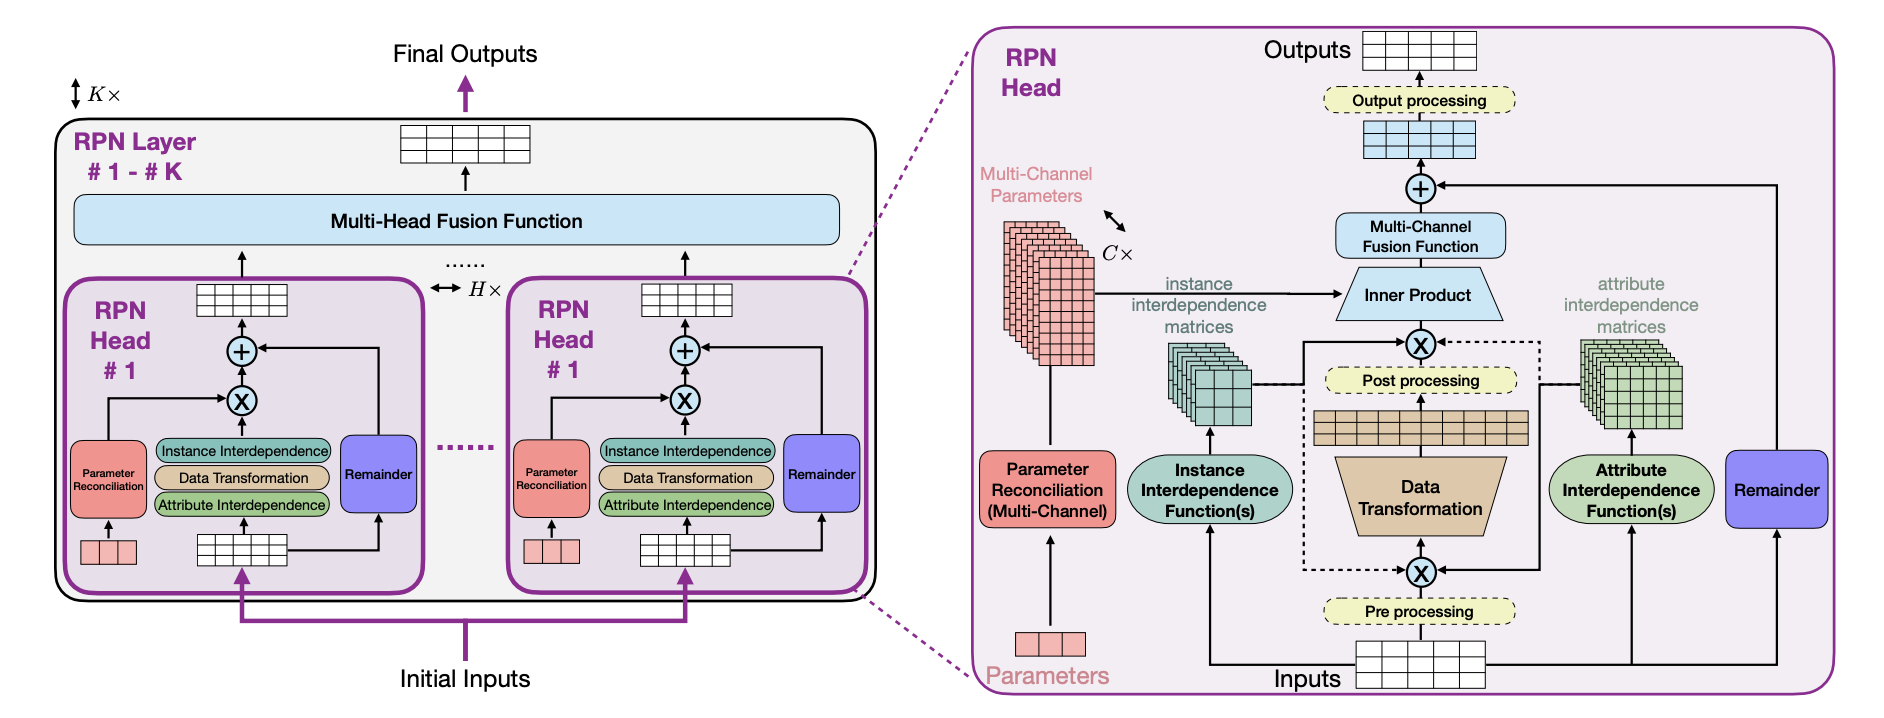 Final Outputs
K×
RPN Layer
# 1 - # K
Multi-Head Fusion Function
......
H×
RPN
Head
# 1
Parameter
Reconciliation
Instance Interdependence
Data Transformation
Attribute Interdependence
Remainder
RPN
Head
# 1
Parameter
Reconciliation
Instance Interdependence
Data Transformation
Attribute Interdependence
Remainder
Initial Inputs
RPN
Head
Outputs
Output processing
Multi-Channel
Parameters
C×
Multi-Channel
Fusion Function
Inner Product
instance
interdependence
matrices
attribute
interdependence
matrices
Post processing
Parameter
Reconciliation
(Multi-Channel)
Instance
Interdependence
Function(s)
Data
Transformation
Attribute
Interdependence
Function(s)
Remainder
Pre processing
Parameters
Inputs